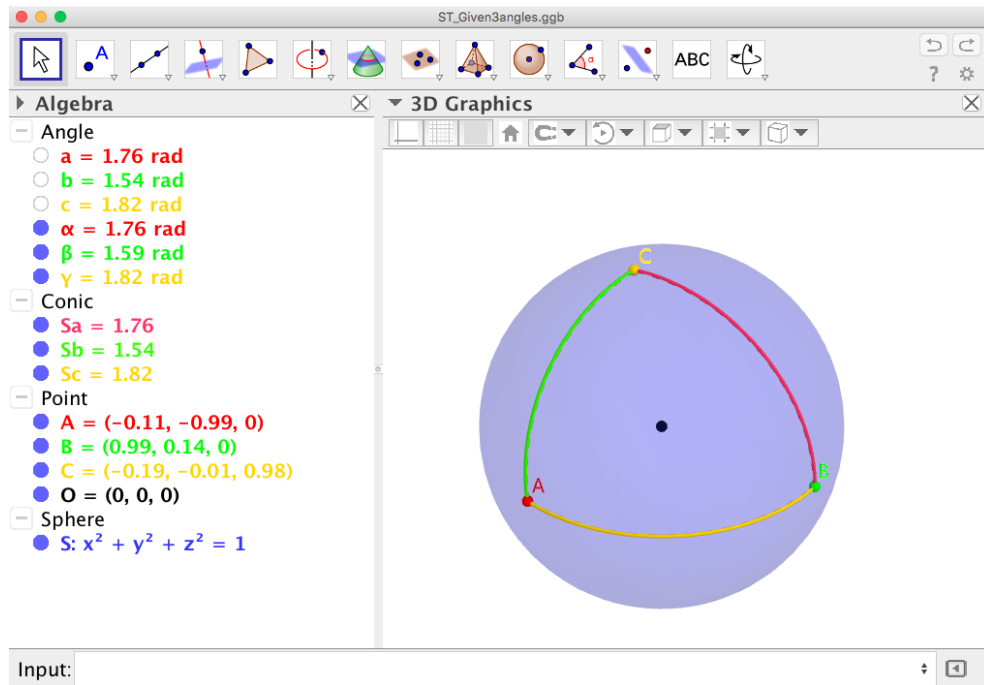 ST_Given3angles.ggb
A
α
ABC
?
Algebra
3D Graphics
Angle
a = 1.76 rad
b = 1.54 rad
c = 1.82 rad
α = 1.76 rad
β = 1.59 rad
γ = 1.82 rad
Conic
Sa = 1.76
Sb = 1.54
Sc = 1.82
Point
A = (-0.11, -0.99, 0)
B = (0.99, 0.14, 0)
C = (-0.19, -0.01, 0.98)
O = (0, 0, 0)
Sphere
S: x² + y² + z² = 1
C
A
B
Input: